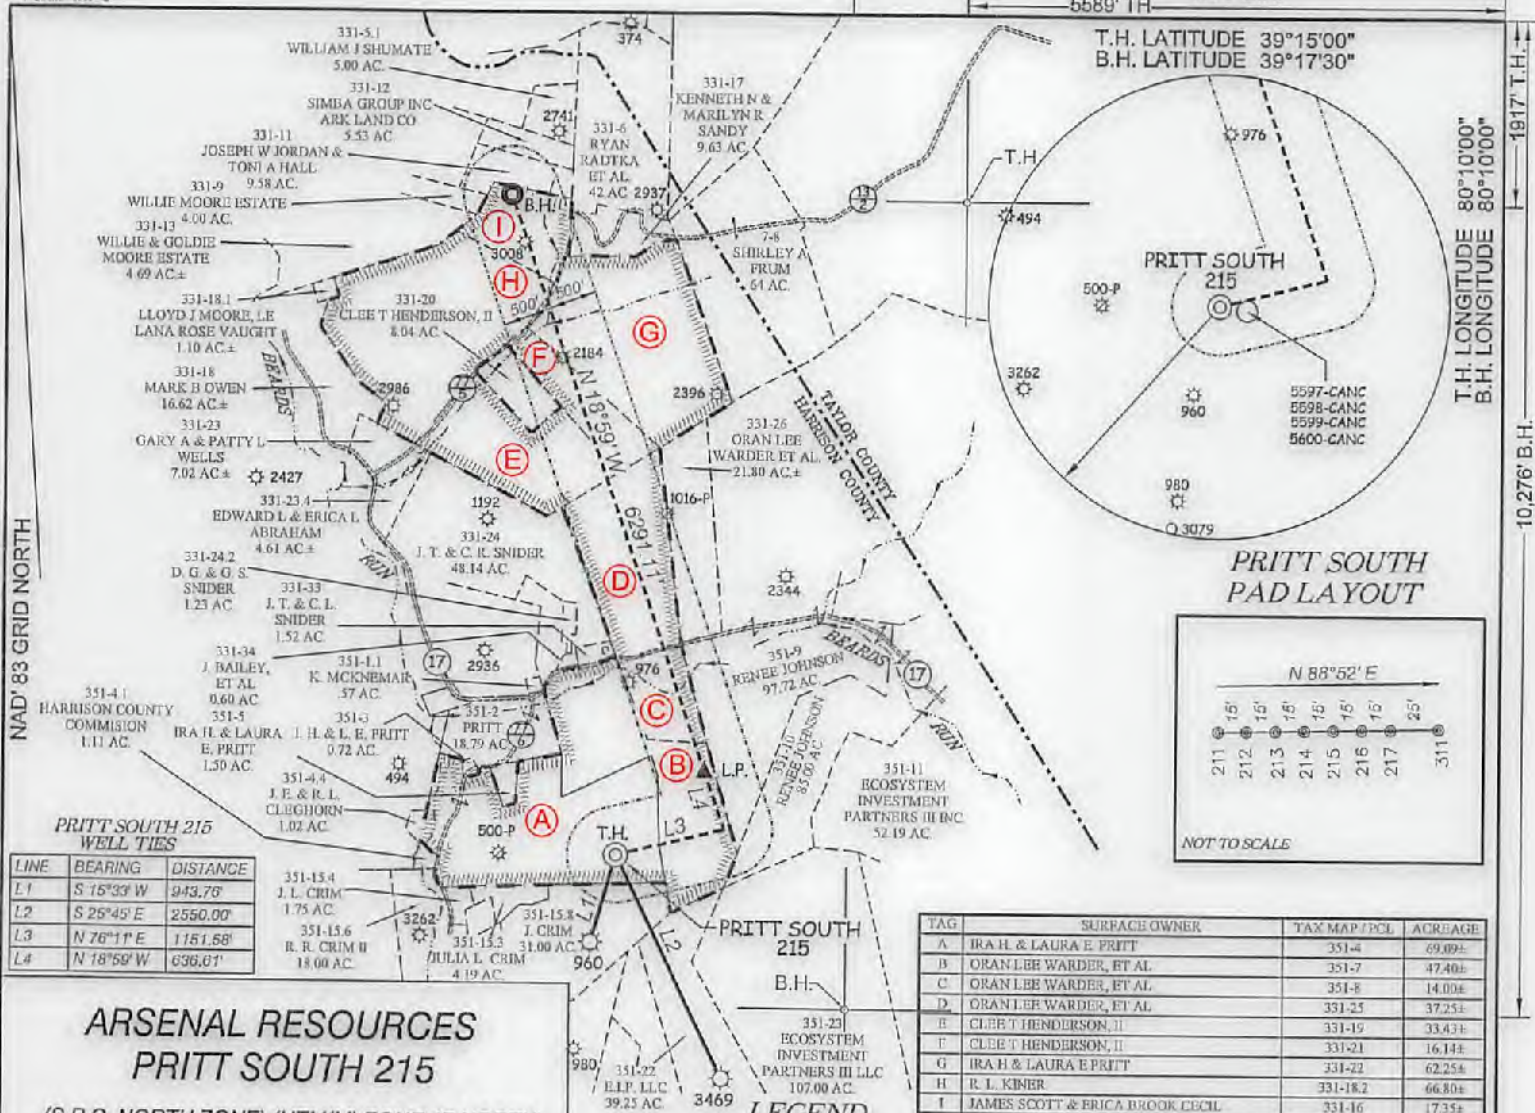 5589' TH
T.H. LATITUDE 39°15'00"
B.H. LATITUDE 39°17'30"
T.H. LONGITUDE 80°10'00"
B.H. LONGITUDE 80°10'00"
1917' T.H.
10,276' B.H.
NAD'83 GRID NORTH
331-5.1
WILLIAM J SHUMATE
5.00 AC.
331-12
SIMBA GROUP INC
ARK LAND CO
5.53 AC
331-11
JOSEPH W JORDAN &
TONI A HALL
9.58 AC.
331-9
WILLIE MOORE ESTATE
4.00 AC.
331-13
WILLIE & GOLDIE
MOORE ESTATE
4.69 AC.±
331-18.1
LLOYD J MOORE, LE
LANA ROSE VAUGHT
1.10 AC.±
331-18
MARK B OWEN
16.62 AC.±
331-23
GARY A & PATTY L
WELLS
7.02 AC.±
2427
331-23.4
EDWARD L & ERICA L
ABRAHAM
4.61 AC.±
331-24.2
D. G. & G. S.
SNIDER
1.23 AC
331-33
J. T. & C. L.
SNIDER
1.52 AC.
331-34
J. BAILEY,
ET AL
0.60 AC.
351-1.1
K. MCKNEMAR
.57 AC.
351-4.1
HARRISON COUNTY
COMMISION
1.11 AC.
351-5
IRA H. & LAURA
E. PRITT
1.50 AC.
351-3
J. H. & L. E. PRITT
0.72 AC.
351-4.4
J. E. & R. L.
CLEGHORN
1.02 AC.
351-2
PRITT
18.79 AC
374
2741
331-6
RYAN
RADTKA
ET AL.
42 AC
2937
331-17
KENNETH N &
MARILYN R
SANDY
9.63 AC
B.H.
I
3008
H
500'
500'
331-20
CLEE T HENDERSON, II
8.04 AC.
F
2184
G
2396
7-8
SHIRLEY A
FRUM
64 AC.
13
2
T.H.
494
2986
77
5
E
N 18°59' W
6291.11'
331-26
ORAN LEE
WARDER ET AL.
21.80 AC.±
1016-P
TAYLOR COUNTY
HARRISON COUNTY
1192
331-24
J. T. & C. R. SNIDER
48.14 AC.
D
2344
BEARDS
RUN
17
2936
976
351-9
RENEE JOHNSON
97.72 AC.
BEARDS
17
RUN
C
B
L.P.
L4
L3
351-10
RENEE JOHNSON
85.00 AC
351-11
ECOSYSTEM
INVESTMENT
PARTNERS III INC
52.19 AC.
77
6
494
500-P
A
T.H.
L1
L2
351-15.4
J. L. CRIM
1.75 AC.
351-15.6
R. R. CRIM II
18.00 AC.
3262
351-15.3
JULIA L. CRIM
4.19 AC.
351-15.8
J. CRIM
31.00 AC.
960
PRITT SOUTH
215
B.H.
980
351-22
E.I.P. LLC
39.25 AC.
3469
351-23
ECOSYSTEM
INVESTMENT
PARTNERS III LLC
107.00 AC.
LEGEND
976
PRITT SOUTH
215
500-P
3262
960
5597-CANC
5598-CANC
5599-CANC
5600-CANC
980
3079
PRITT SOUTH
PAD LAYOUT
N 88°52' E
15' 15' 15' 15' 15' 15' 25'
211 212 213 214 215 216 217 311
NOT TO SCALE
PRITT SOUTH 215
WELL TIES
LINE BEARING DISTANCE
L1 S 15°33' W 943.76'
L2 S 25°45' E 2550.00'
L3 N 76°11' E 1151.58'
L4 N 18°59' W 636.61'
TAG SURFACE OWNER TAX MAP / PCL ACREAGE
A IRA H. & LAURA E. PRITT 351-4 69.09±
B ORAN LEE WARDER, ET AL 351-7 47.40±
C ORAN LEE WARDER, ET AL 351-8 14.00±
D ORAN LEE WARDER, ET AL 331-25 37.25±
E CLEE T HENDERSON, II 331-19 33.43±
F CLEE T HENDERSON, II 331-21 16.14±
G IRA H & LAURA E PRITT 331-22 62.25±
H R. L. KINER 331-18.2 66.80±
I JAMES SCOTT & ERICA BROOK CECIL 331-16 17.25±
ARSENAL RESOURCES
PRITT SOUTH 215